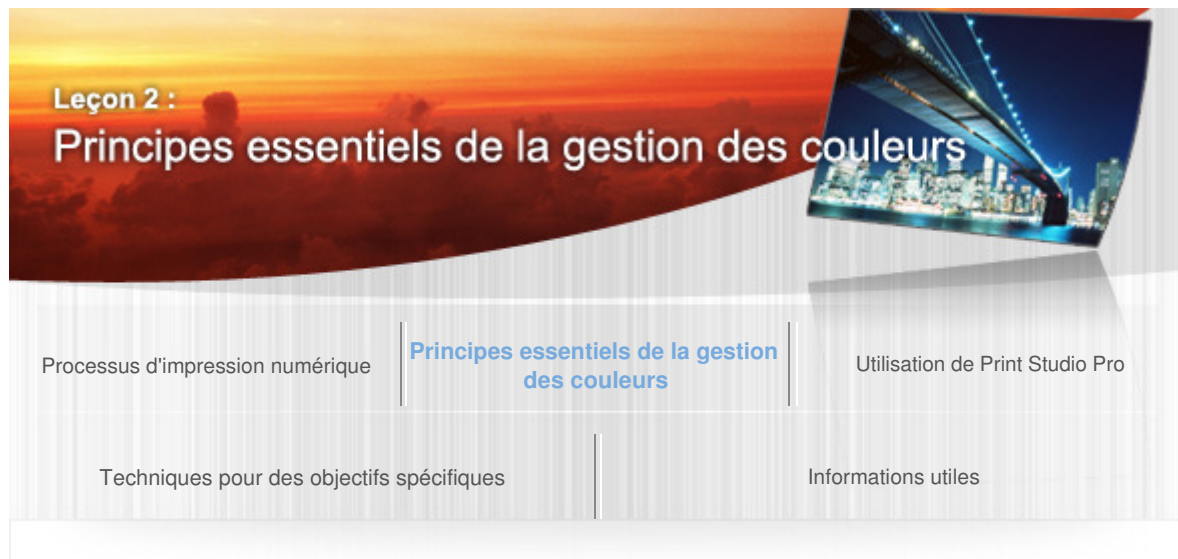 Leçon 2 :
Principes essentiels de la gestion des couleurs
Processus d'impression numérique
Principes essentiels de la gestion
des couleurs
Utilisation de Print Studio Pro
Techniques pour des objectifs spécifiques
Informations utiles